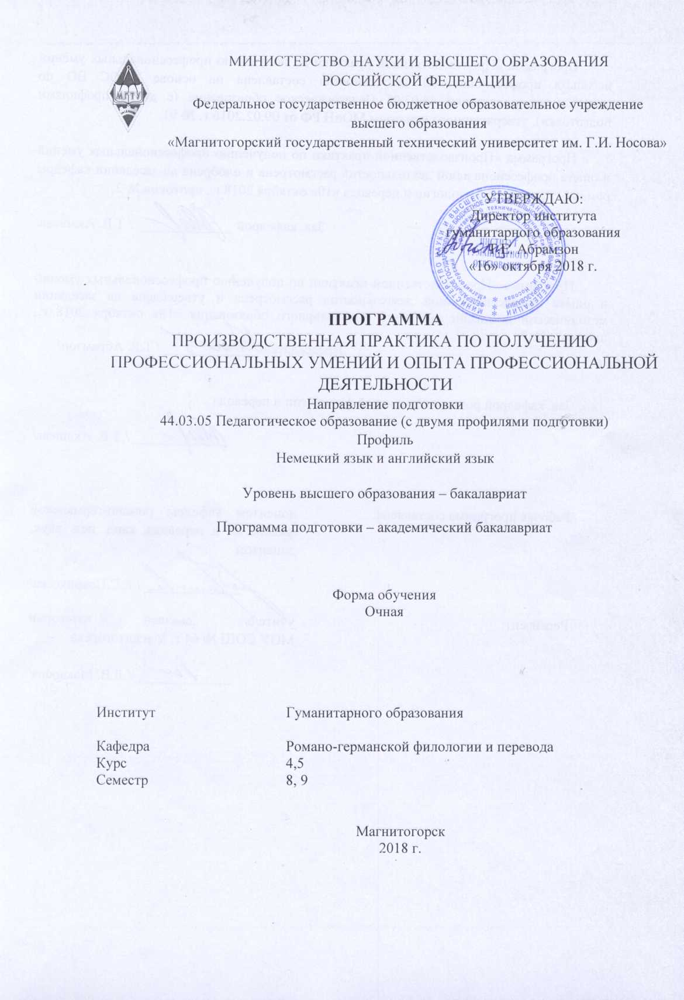 МИНИСТЕРСТВО НАУКИ И ВЫСШЕГО ОБРАЗОВАНИЯ
РОССИЙСКОЙ ФЕДЕРАЦИИ
МГТУ
Федеральное государственное бюджетное образовательное учреждение
высшего образования
«Магнитогорский государственный технический университет им. Г.И. Носова»
УТВЕРЖДАЮ:
Директор института
гуманитарного образования
Т.Е. Абрамзон
«16» октября 2018 г.
ПРОГРАММА
ПРОИЗВОДСТВЕННАЯ ПРАКТИКА ПО ПОЛУЧЕНИЮ
ПРОФЕССИОНАЛЬНЫХ УМЕНИЙ И ОПЫТА ПРОФЕССИОНАЛЬНОЙ
ДЕЯТЕЛЬНОСТИ
Направление подготовки
44.03.05 Педагогическое образование (с двумя профилями подготовки)
Профиль
Немецкий язык и английский язык
Уровень высшего образования – бакалавриат
Программа подготовки – академический бакалавриат
Форма обучения
Очная
Институт Гуманитарного образования
Кафедра Романо-германской филологии и перевода
Курс 4,5
Семестр 8, 9
Магнитогорск
2018 г.